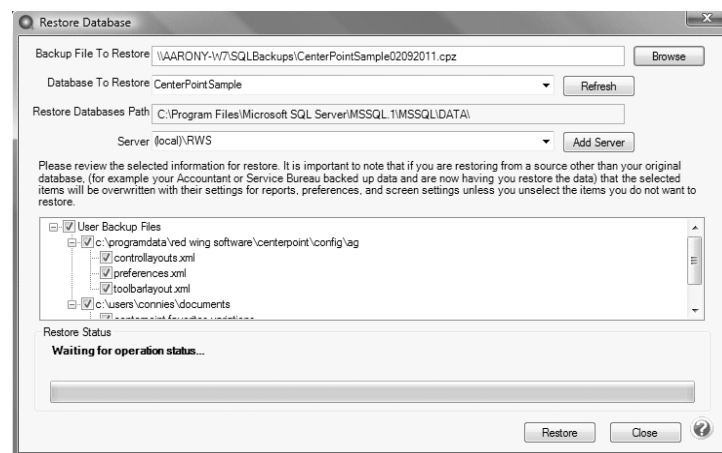 Restore Database
Backup File To Restore \\AARONY-W7\SQLBackups\CenterPointSample02092011.cpz Browse
Database To Restore CenterPointSample Refresh
Restore Databases Path C:\Program Files\Microsoft SQL Server\MSSQL.1\MSSQL\DATA\
Server (local)\RWS Add Server
Please review the selected information for restore. It is important to note that if you are restoring from a source other than your original
database, (for example your Accountant or Service Bureau backed up data and are now having you restore the data) that the selected
items will be overwritten with their settings for reports, preferences, and screen settings unless you unselect the items you do not want to
restore.
User Backup Files
c:\programdata\red wing software\centerpoint\config\ag
controllayouts.xml
preferences.xml
toolbarlayout.xml
c:\users\connies\documents
Restore Status
Waiting for operation status...
Restore Close ?